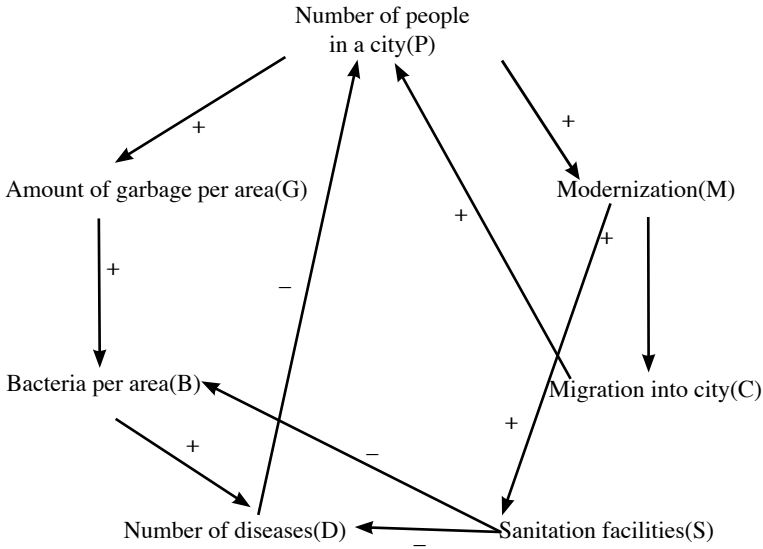 Number of people
in a city(P)
+
+
Amount of garbage per area(G)
Modernization(M)
+
+
+
–
Bacteria per area(B)
Migration into city(C)
+
+
–
Number of diseases(D)
Sanitation facilities(S)
–